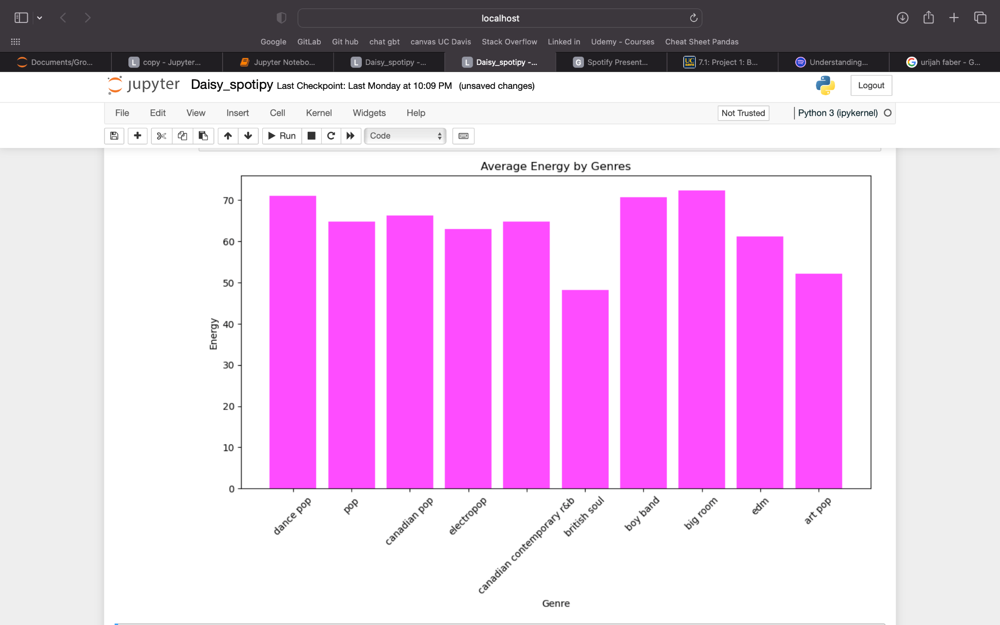 localhost
Google GitLab Git hub chat gbt canvas UC Davis Stack Overflow Linked in Udemy - Courses Cheat Sheet Pandas
Documents/Gro... L copy - Jupyter... Jupyter Notebo... L Daisy_spotipy -... L Daisy_spotipy -... G Spotify Present... UC DAVIS 7.1: Project 1: B... Understanding... G urijah faber - G...
jupyter Daisy_spotipy Last Checkpoint: Last Monday at 10:09 PM (unsaved changes) Logout
File Edit View Insert Cell Kernel Widgets Help Not Trusted Python 3 (ipykernel)
Run Code
Average Energy by Genres
70
60
50
40
30
20
10
0
Energy
dance pop
pop
canadian pop
electropop
canadian contemporary r&b
british soul
boy band
big room
edm
art pop
Genre